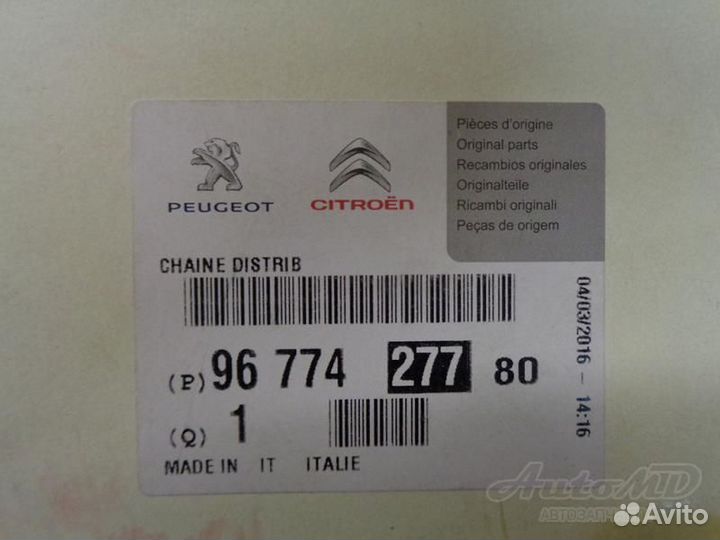 PEUGEOT
CITROËN
Pièces d'origine
Original parts
Recambios originales
Originalteile
Ricambi originali
Peças de origem
CHAINE DISTRIB
(P) 96 774 277 80
(Q) 1
MADE IN IT ITALIE
04/03/2016 - 14:16
AutoMD
Avito